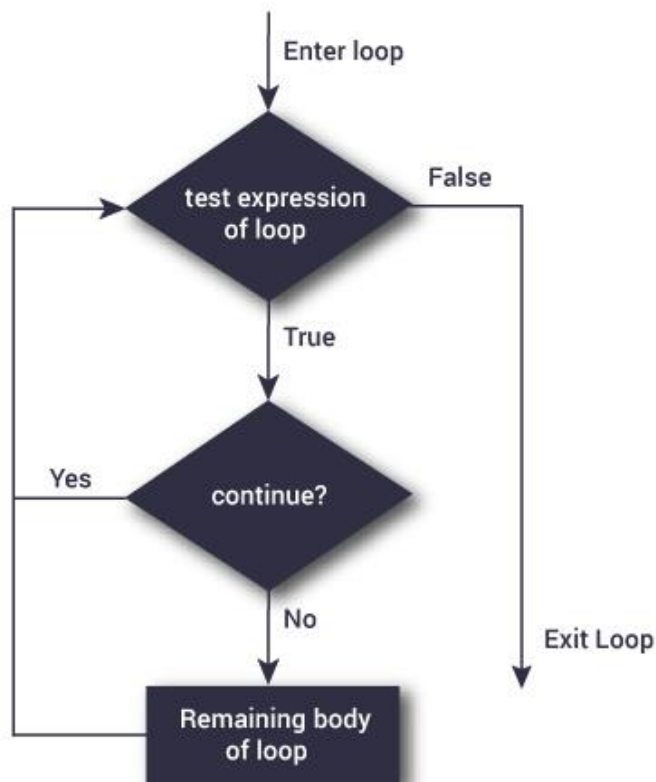 Enter loop
test expression
of loop
False
True
Yes
continue?
No
Exit Loop
Remaining body
of loop